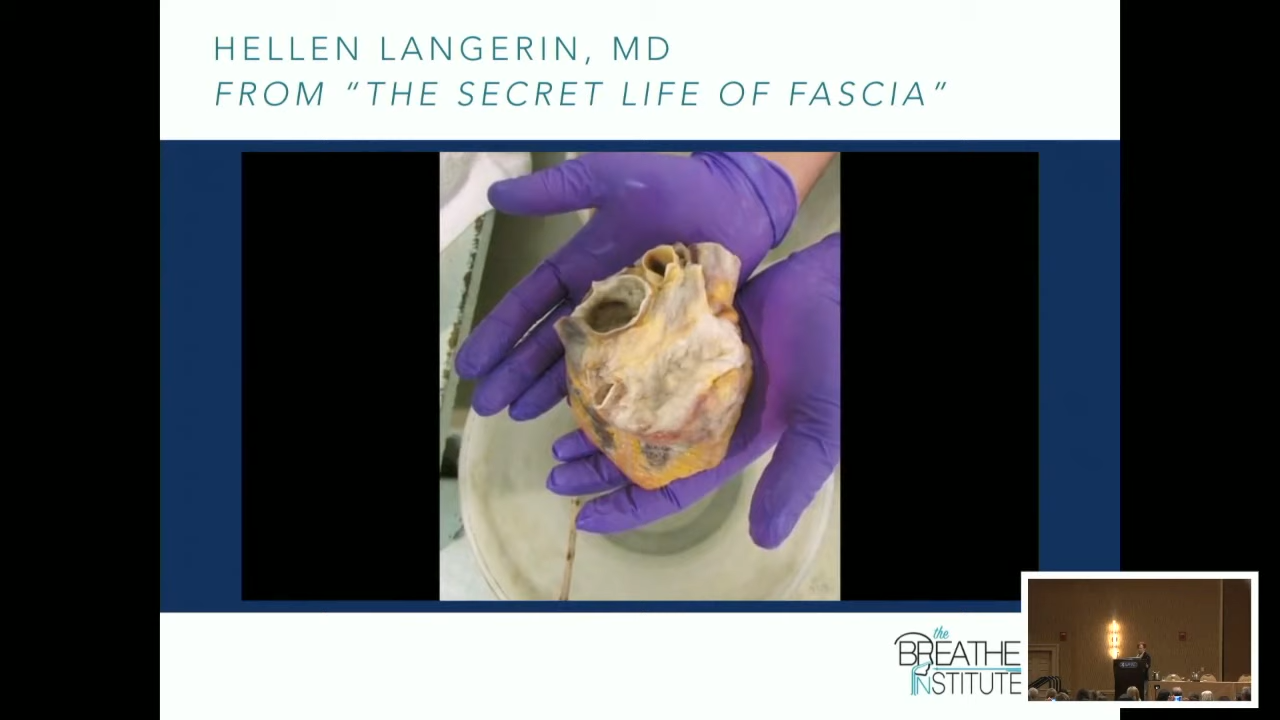 HELLEN LANGERIN, MD
FROM “THE SECRET LIFE OF FASCIA”
the
BREATHE
INSTITUTE